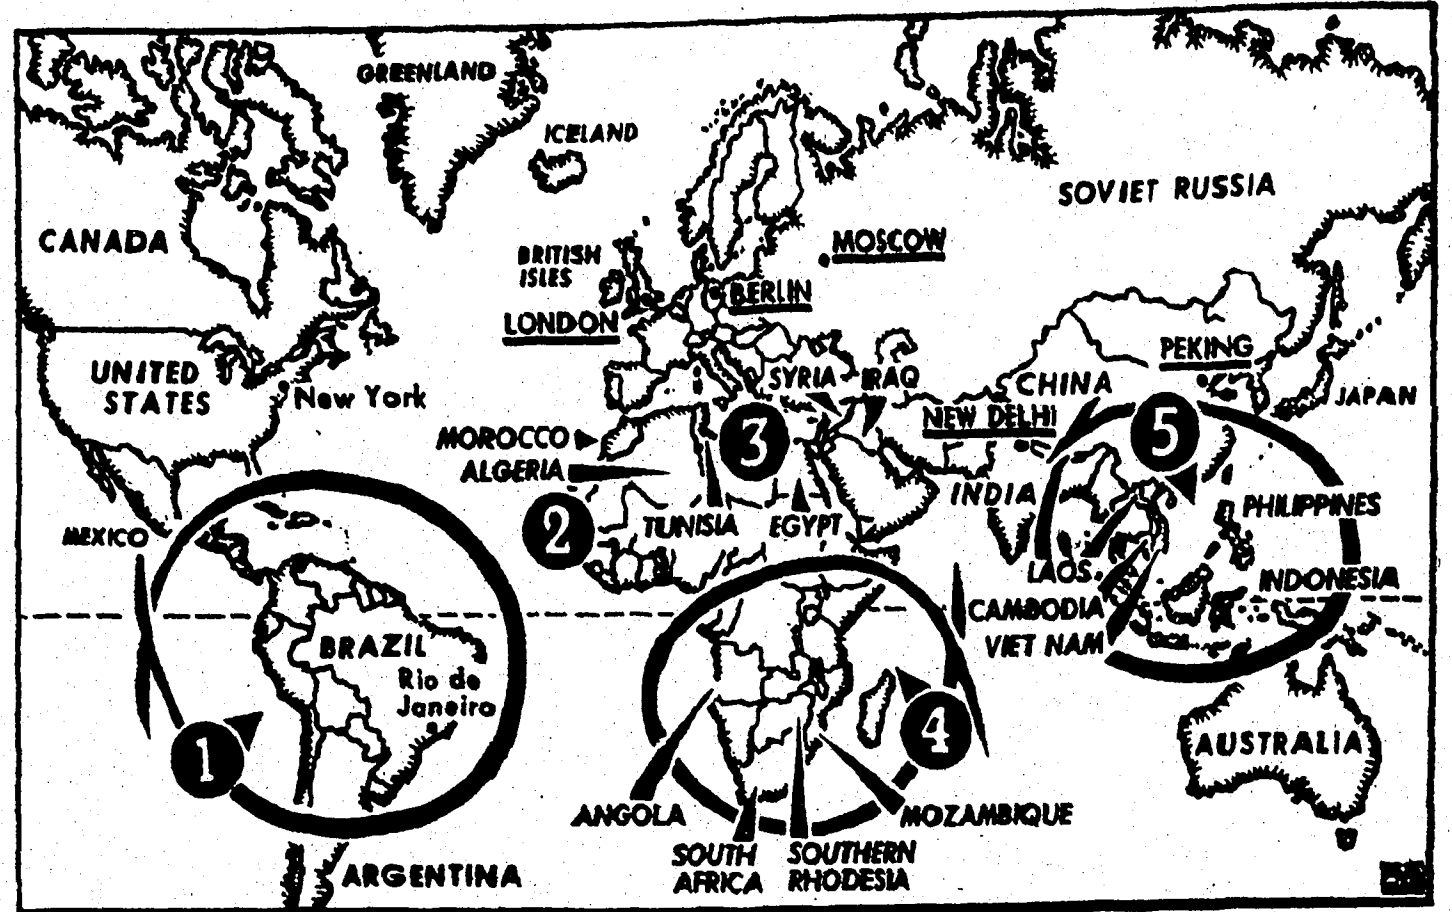 GREENLAND
ICELAND
SOVIET RUSSIA
CANADA
BRITISH
ISLES
MOSCOW
BERLIN
LONDON
PEKING
UNITED
STATES
New York
SYRIA
IRAQ
CHINA
JAPAN
NEW DELHI
MOROCCO
ALGERIA
3
5
INDIA
PHILIPPINES
MEXICO
2
TUNISIA
EGYPT
LAOS
INDONESIA
CAMBODIA
VIET NAM
BRAZIL
Rio de
Janeiro
1
4
AUSTRALIA
ANGOLA
MOZAMBIQUE
SOUTH
AFRICA
SOUTHERN
RHODESIA
ARGENTINA